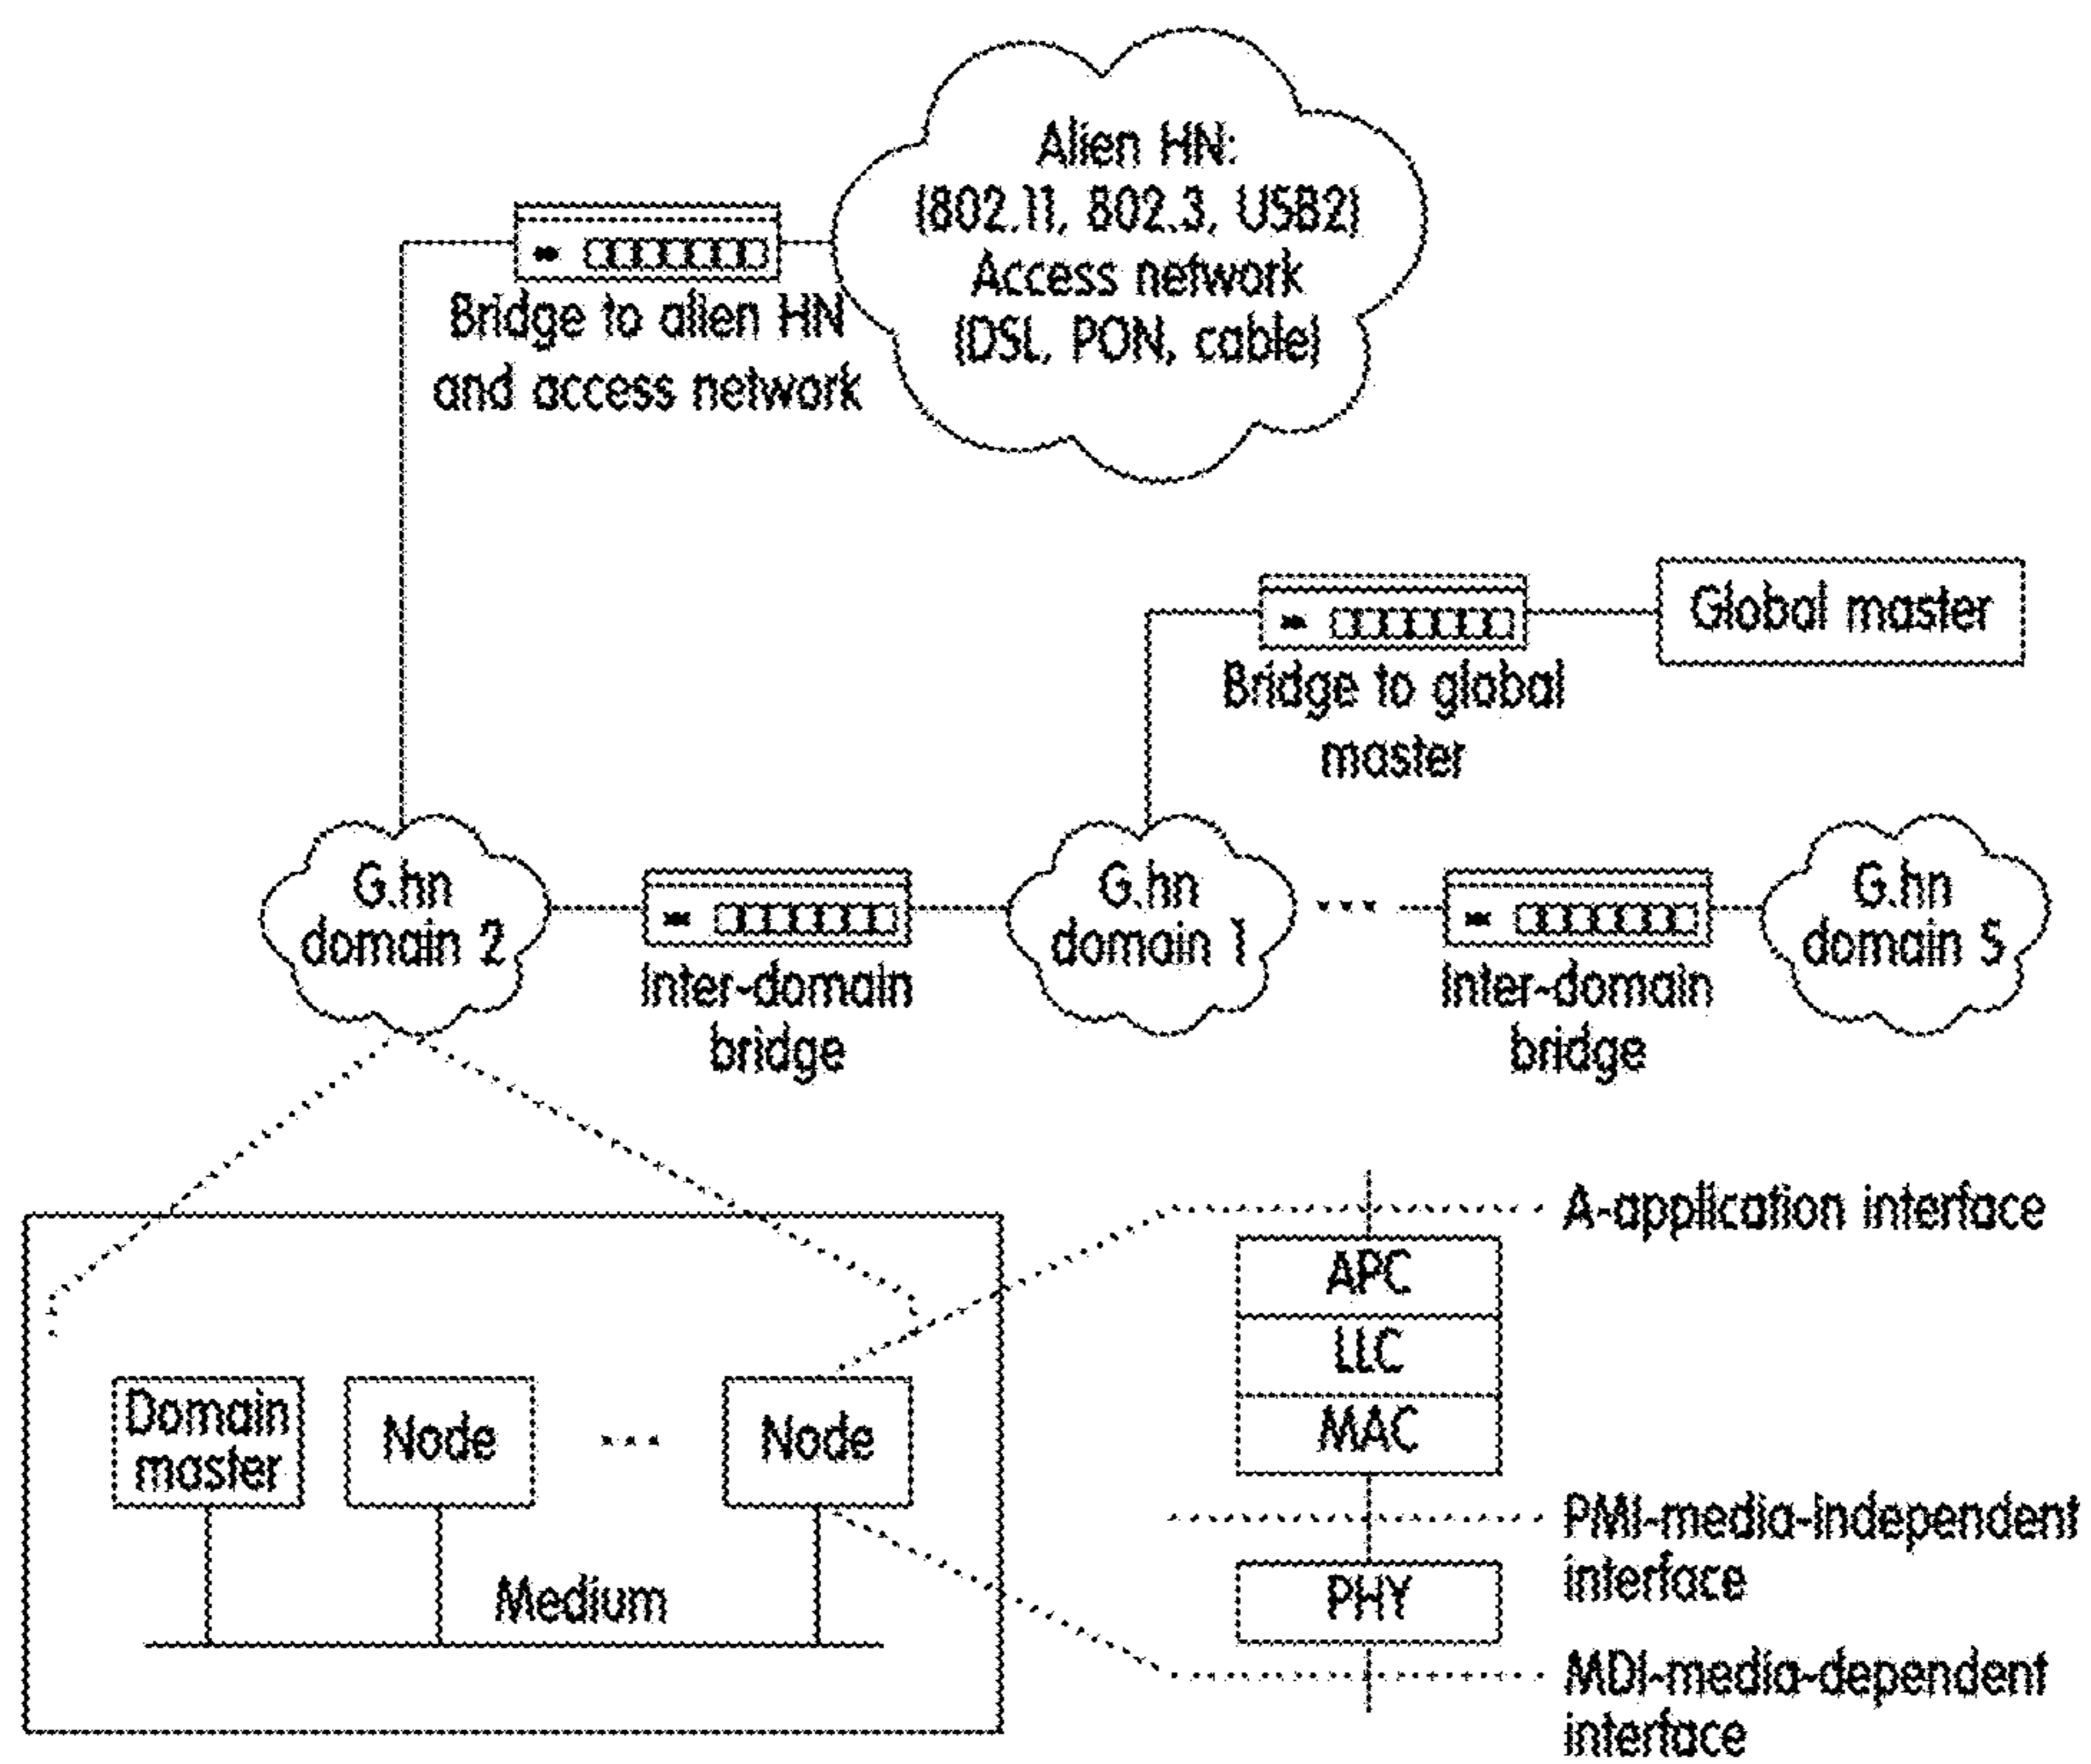 Alien HN:
(802.11, 802.3, USB2)
Access network
(DSL, PON, cable)
Bridge to alien HN
and access network
Global master
Bridge to global
master
G.hn
domain 2
Inter-domain
bridge
G.hn
domain 1
Inter-domain
bridge
G.hn
domain S
A-application interface
APC
LLC
MAC
Domain
master
Node
...
Node
PMI-media-independent
interface
PHY
Medium
MDI-media-dependent
interface